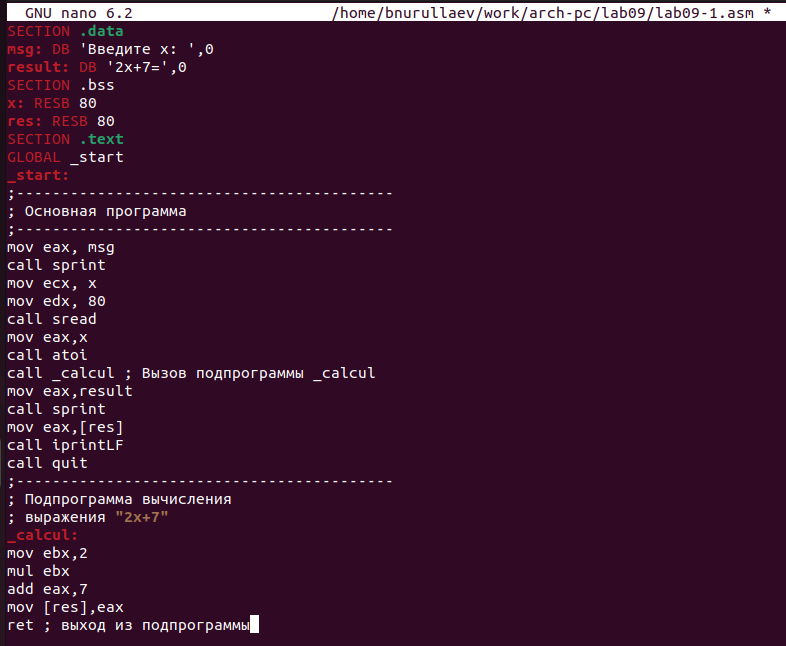 GNU nano 6.2 /home/bnurullaev/work/arch-pc/lab09/lab09-1.asm *
SECTION .data
msg: DB 'Введите x: ',0
result: DB '2x+7=',0
SECTION .bss
x: RESB 80
res: RESB 80
SECTION .text
GLOBAL _start
_start:
;------------------------------------------
; Основная программа
;------------------------------------------
mov eax, msg
call sprint
mov ecx, x
mov edx, 80
call sread
mov eax,x
call atoi
call _calcul ; Вызов подпрограммы _calcul
mov eax,result
call sprint
mov eax,[res]
call iprintLF
call quit
;------------------------------------------
; Подпрограмма вычисления
; выражения "2x+7"
_calcul:
mov ebx,2
mul ebx
add eax,7
mov [res],eax
ret ; выход из подпрограммы